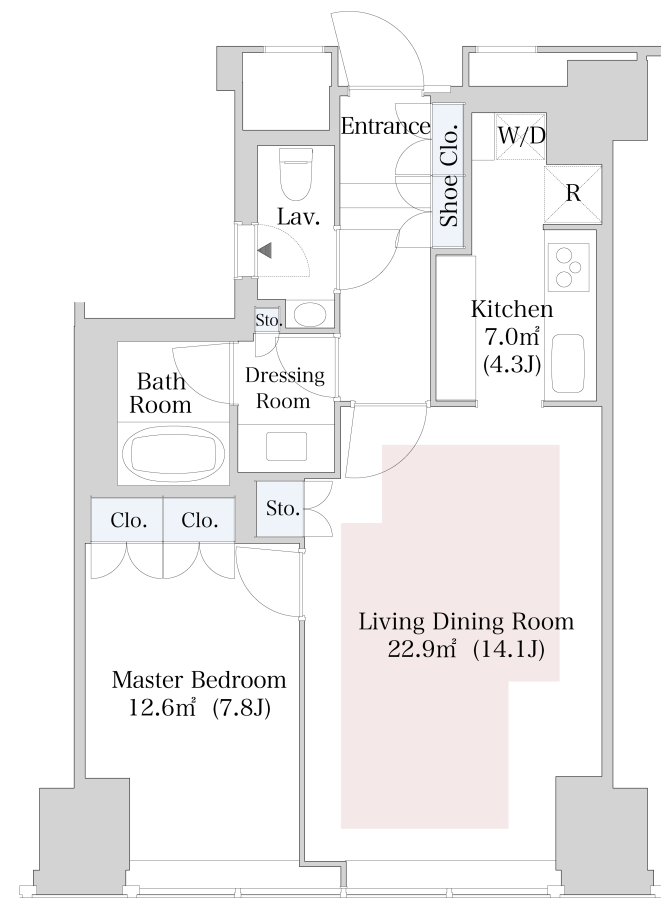 Entrance
Shoe Clo.
W/D
R
Lav.
Sto.
Kitchen
7.0㎡
(4.3J)
Bath
Room
Dressing
Room
Clo.
Clo.
Sto.
Living Dining Room
22.9㎡ (14.1J)
Master Bedroom
12.6㎡ (7.8J)